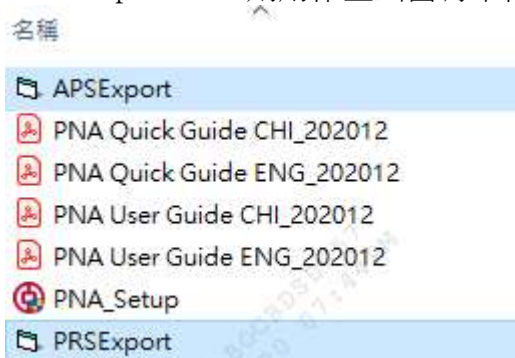 名稱
APSExport
PNA Quick Guide CHI_202012
PNA Quick Guide ENG_202012
PNA User Guide CHI_202012
PNA User Guide ENG_202012
PNA_Setup
PRSExport